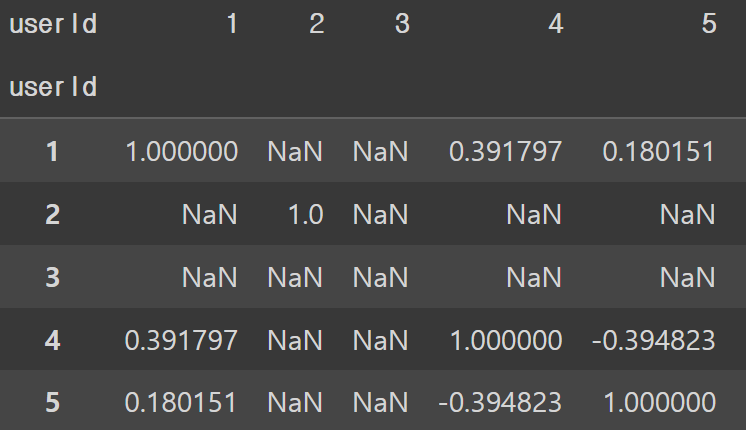 userId 1 2 3 4 5
userId
1 1.000000 NaN NaN 0.391797 0.180151
2 NaN 1.0 NaN NaN NaN
3 NaN NaN NaN NaN NaN
4 0.391797 NaN NaN 1.000000 -0.394823
5 0.180151 NaN NaN -0.394823 1.000000